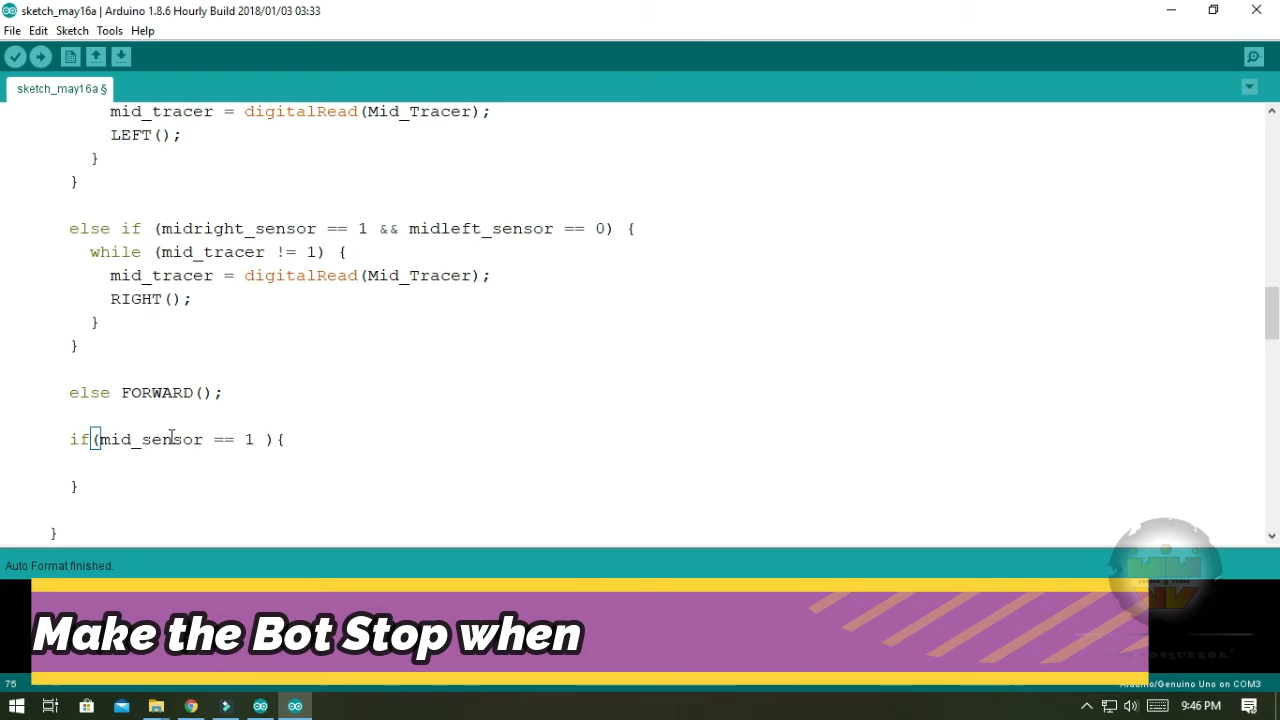 sketch_may16a | Arduino 1.8.6 Hourly Build 2018/01/03 03:33
File Edit Sketch Tools Help
sketch_may16a §
mid_tracer = digitalRead(Mid_Tracer);
LEFT();
}
}
else if (midright_sensor == 1 && midleft_sensor == 0) {
while (mid_tracer != 1) {
mid_tracer = digitalRead(Mid_Tracer);
RIGHT();
}
}
else FORWARD();
if(mid_sensor == 1 ){
}
}
Auto Format finished.
Make the Bot Stop when
75
Arduino/Genuino Uno on COM3
9:46 PM